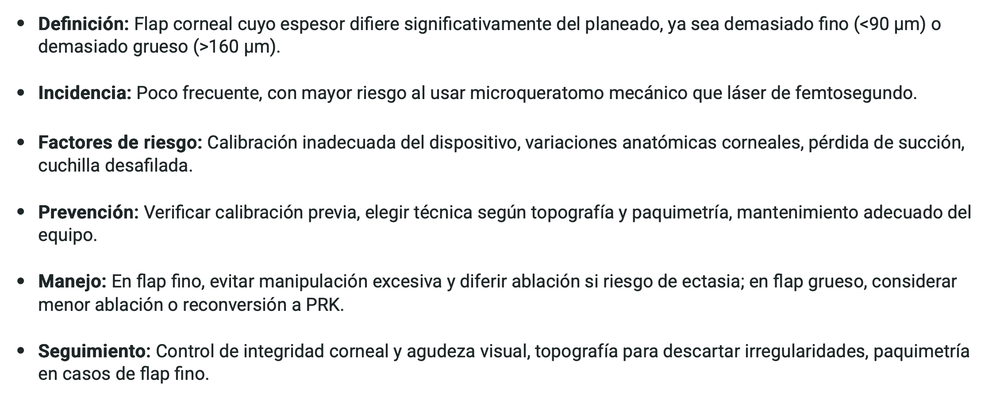 • Definición: Flap corneal cuyo espesor difiere significativamente del planeado, ya sea demasiado fino (<90 μm) o
demasiado grueso (>160 μm).
• Incidencia: Poco frecuente, con mayor riesgo al usar microqueratomo mecánico que láser de femtosegundo.
• Factores de riesgo: Calibración inadecuada del dispositivo, variaciones anatómicas corneales, pérdida de succión,
cuchilla desafilada.
• Prevención: Verificar calibración previa, elegir técnica según topografía y paquimetría, mantenimiento adecuado del
equipo.
• Manejo: En flap fino, evitar manipulación excesiva y diferir ablación si riesgo de ectasia; en flap grueso, considerar
menor ablación o reconversión a PRK.
• Seguimiento: Control de integridad corneal y agudeza visual, topografía para descartar irregularidades, paquimetría
en casos de flap fino.